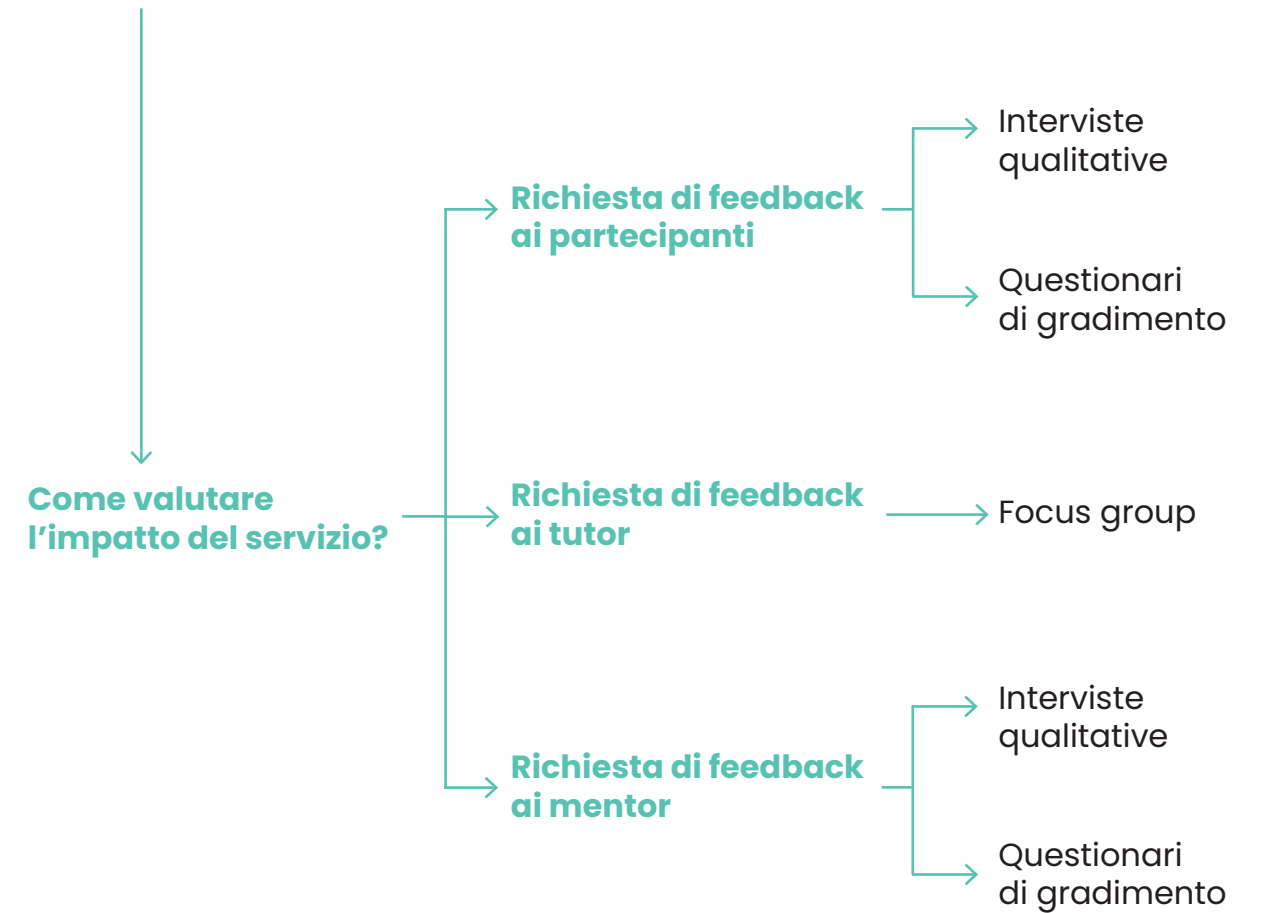 Come valutare
l’impatto del servizio?
Richiesta di feedback
ai partecipanti
Interviste
qualitative
Questionari
di gradimento
Richiesta di feedback
ai tutor
Focus group
Richiesta di feedback
ai mentor
Interviste
qualitative
Questionari
di gradimento